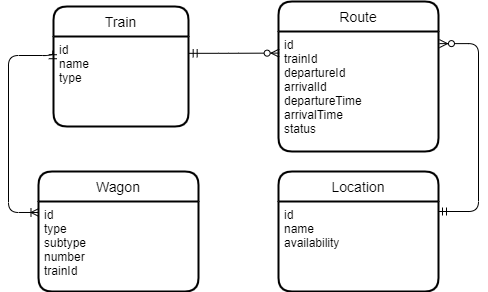 Train
id
name
type
Route
id
trainId
departureId
arrivalId
departureTime
arrivalTime
status
Wagon
id
type
subtype
number
trainId
Location
id
name
availability